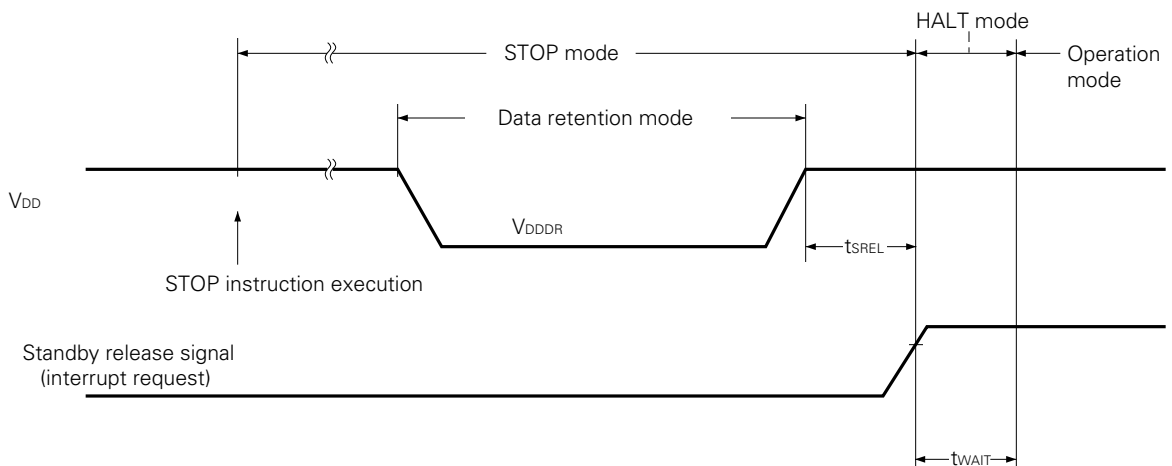 HALT mode
STOP mode
Operation
mode
Data retention mode
VDD
VDDDR
tSREL
STOP instruction execution
Standby release signal
(interrupt request)
tWAIT